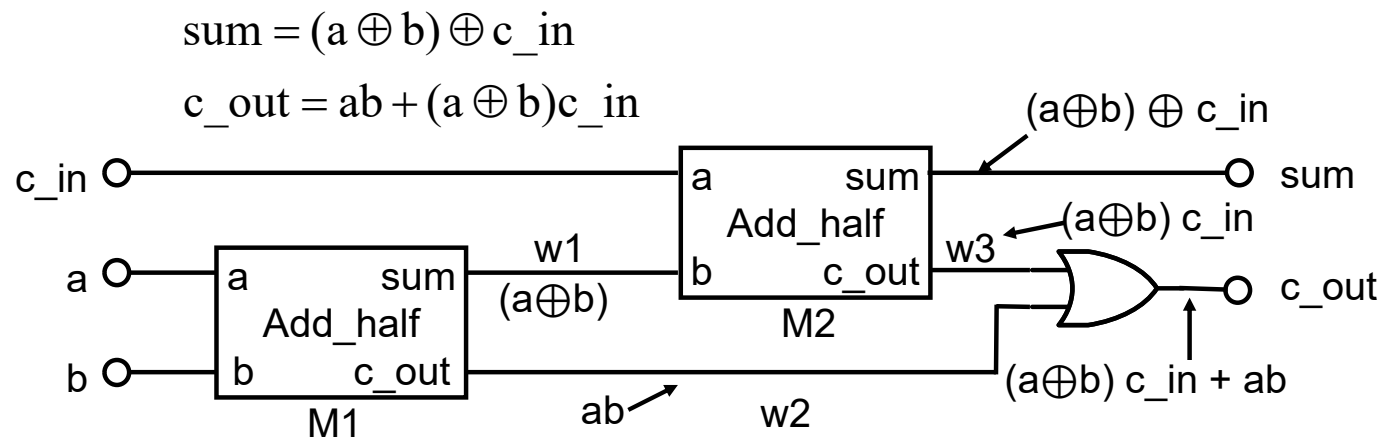 sum = (a ⊕ b) ⊕ c_in
c_out = ab + (a ⊕ b)c_in
(a⊕b) ⊕ c_in
c_in
a
sum
sum
Add_half
(a⊕b) c_in
w1
w3
a
a
sum
b
c_out
c_out
(a⊕b)
Add_half
M2
b
b
c_out
(a⊕b) c_in + ab
ab
w2
M1